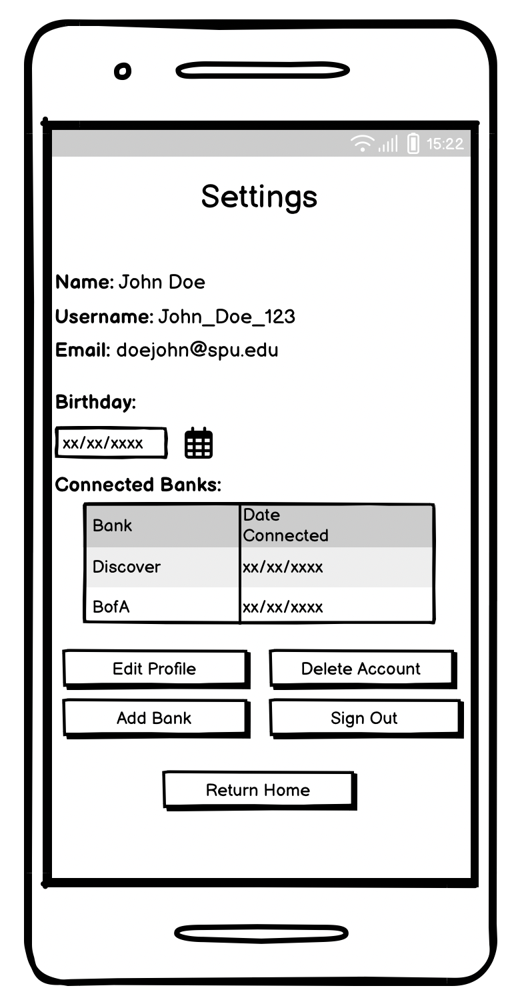 15:22
Settings
Name: John Doe
Username: John_Doe_123
Email: doejohn@spu.edu
Birthday:
xx/xx/xxxx
Connected Banks:
Bank
Date
Connected
Discover xx/xx/xxxx
BofA xx/xx/xxxx
Edit Profile Delete Account
Add Bank Sign Out
Return Home